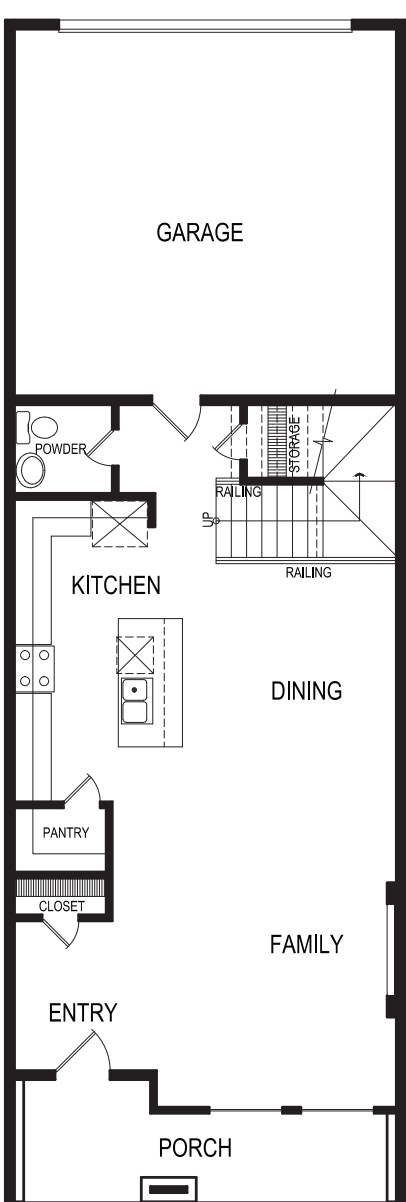 GARAGE
POWDER
STORAGE
RAILING
UP
RAILING
KITCHEN
DINING
PANTRY
CLOSET
FAMILY
ENTRY
PORCH